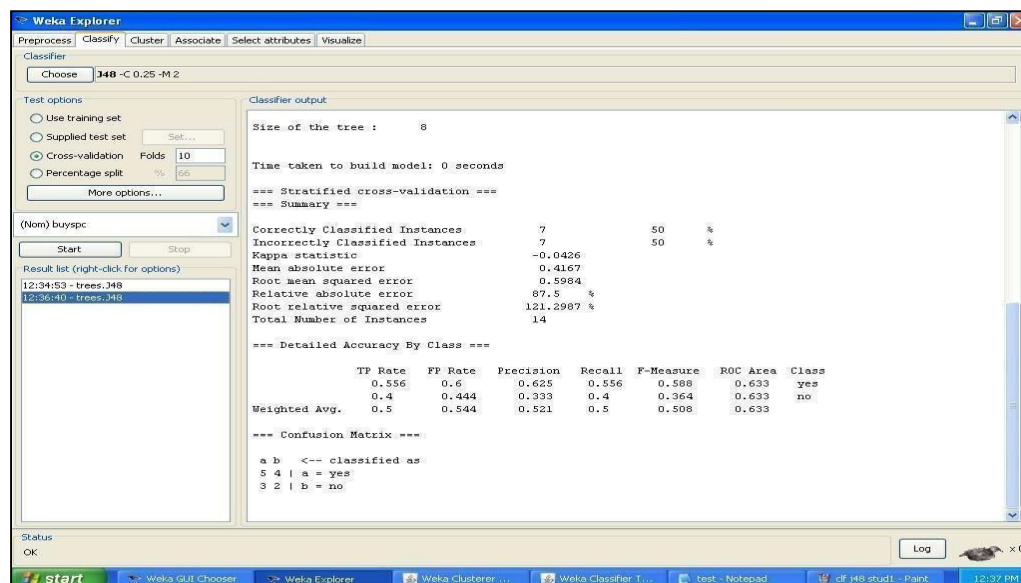 Weka Explorer
Preprocess Classify Cluster Associate Select attributes Visualize
Classifier
Choose J48 -C 0.25 -M 2
Test options
Use training set
Supplied test set Set...
Cross-validation Folds 10
Percentage split % 66
More options...
(Nom) buyspc
Start Stop
Result list (right-click for options)
12:34:53 - trees.J48
12:36:40 - trees.J48
Classifier output
Size of the tree : 8
Time taken to build model: 0 seconds
=== Stratified cross-validation ===
=== Summary ===
Correctly Classified Instances 7 50 %
Incorrectly Classified Instances 7 50 %
Kappa statistic -0.0426
Mean absolute error 0.4167
Root mean squared error 0.5984
Relative absolute error 87.5 %
Root relative squared error 121.2987 %
Total Number of Instances 14
=== Detailed Accuracy By Class ===
TP Rate FP Rate Precision Recall F-Measure ROC Area Class
0.556 0.6 0.625 0.556 0.588 0.633 yes
0.4 0.444 0.333 0.4 0.364 0.633 no
Weighted Avg. 0.5 0.544 0.521 0.5 0.508 0.633
=== Confusion Matrix ===
a b <-- classified as
5 4 | a = yes
3 2 | b = no
Status
OK
Log
x 0
start Weka GUI Chooser Weka Explorer Weka Clusterer ... Weka Classifier T... test - Notepad clf j48 stud1 - Paint 12:37 PM